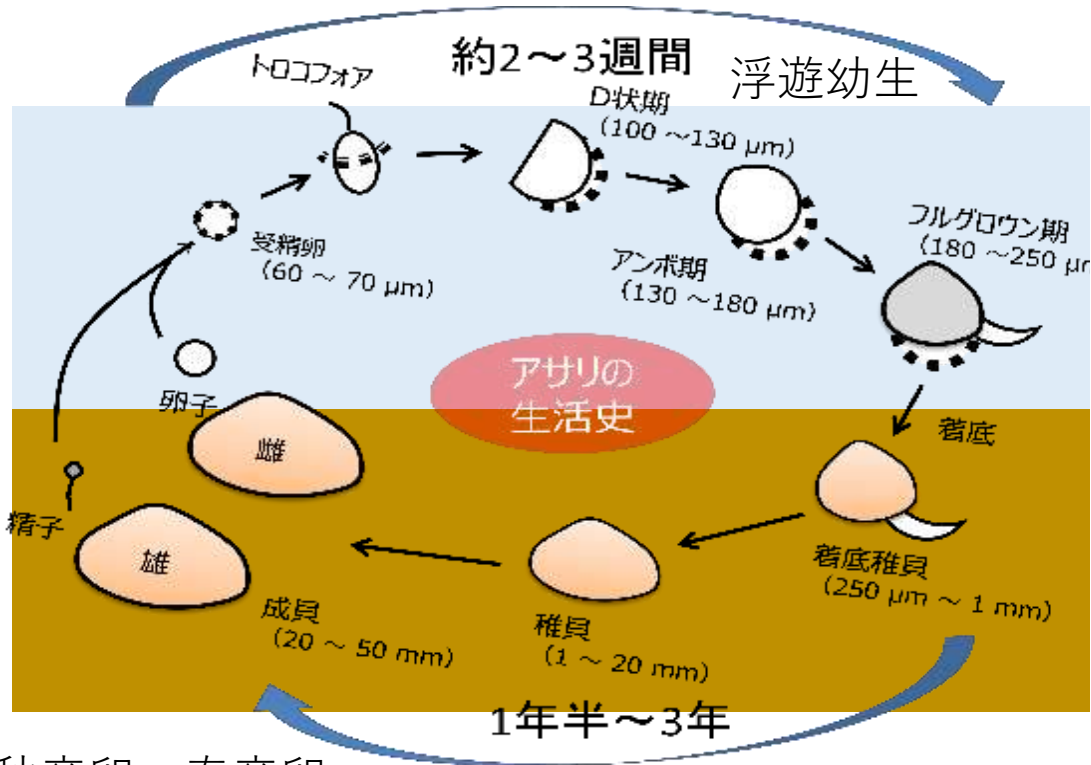 約2～3週間
浮遊幼生
トロコフォア
D状期
(100 ～130 μm)
受精卵
(60 ～ 70 μm)
アンボ期
(130 ～180 μm)
フルグロウン期
(180 ～250 μ
アサリの
生活史
卵子
雌
精子
雄
着底
着底稚貝
(250 μm ～ 1 mm)
稚貝
(1 ～ 20 mm)
成貝
(20 ～ 50 mm)
1年半～3年